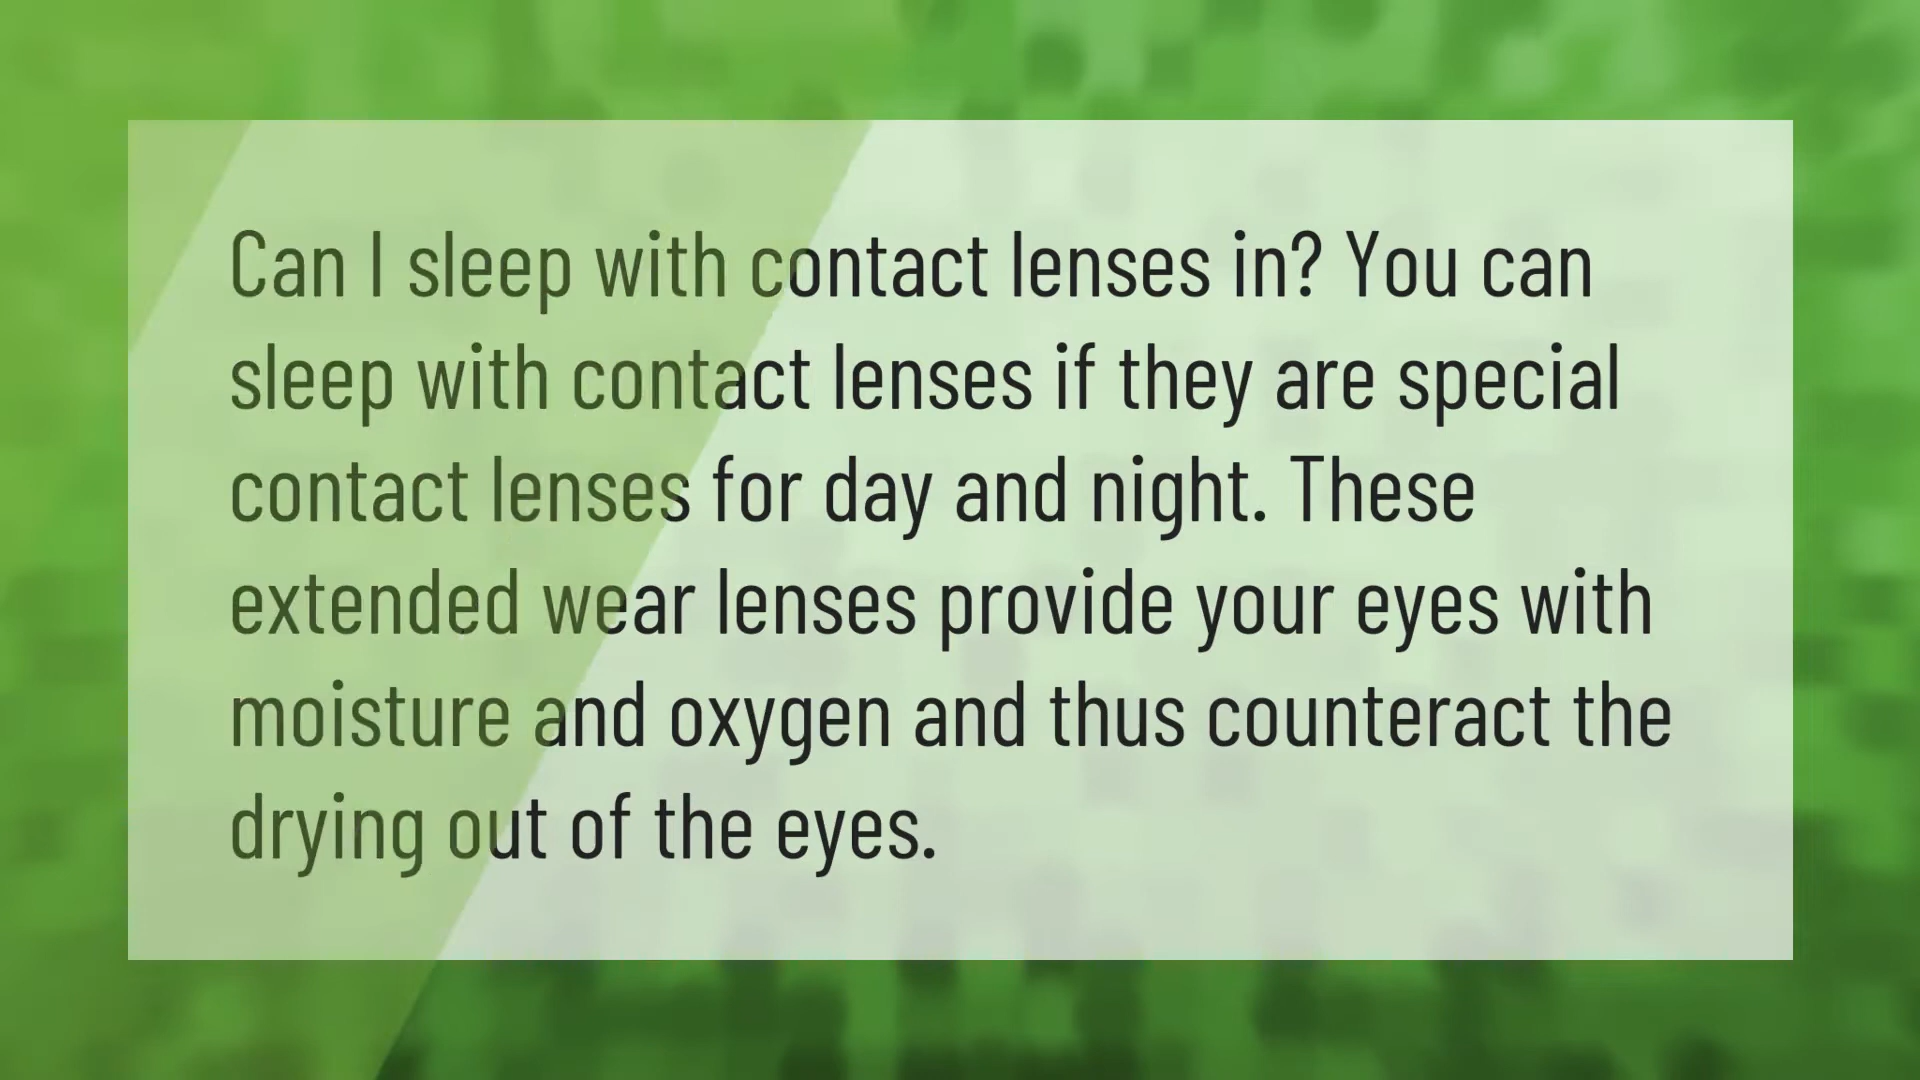 Can I sleep with contact lenses in? You can
sleep with contact lenses if they are special
contact lenses for day and night. These
extended wear lenses provide your eyes with
moisture and oxygen and thus counteract the
drying out of the eyes.